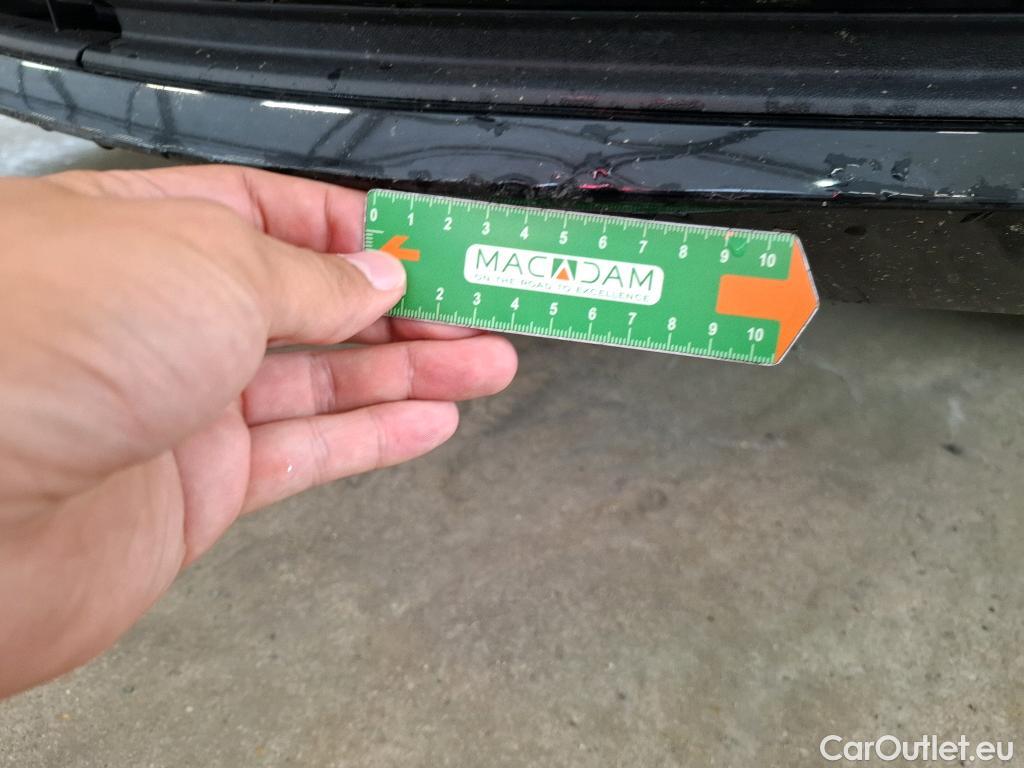 0 1 2 3 4 5 6 7 8 9 10
MACADAM
ON THE ROAD TO EXCELLENCE
2 3 4 5 6 7 8 9 10
CarOutlet.eu